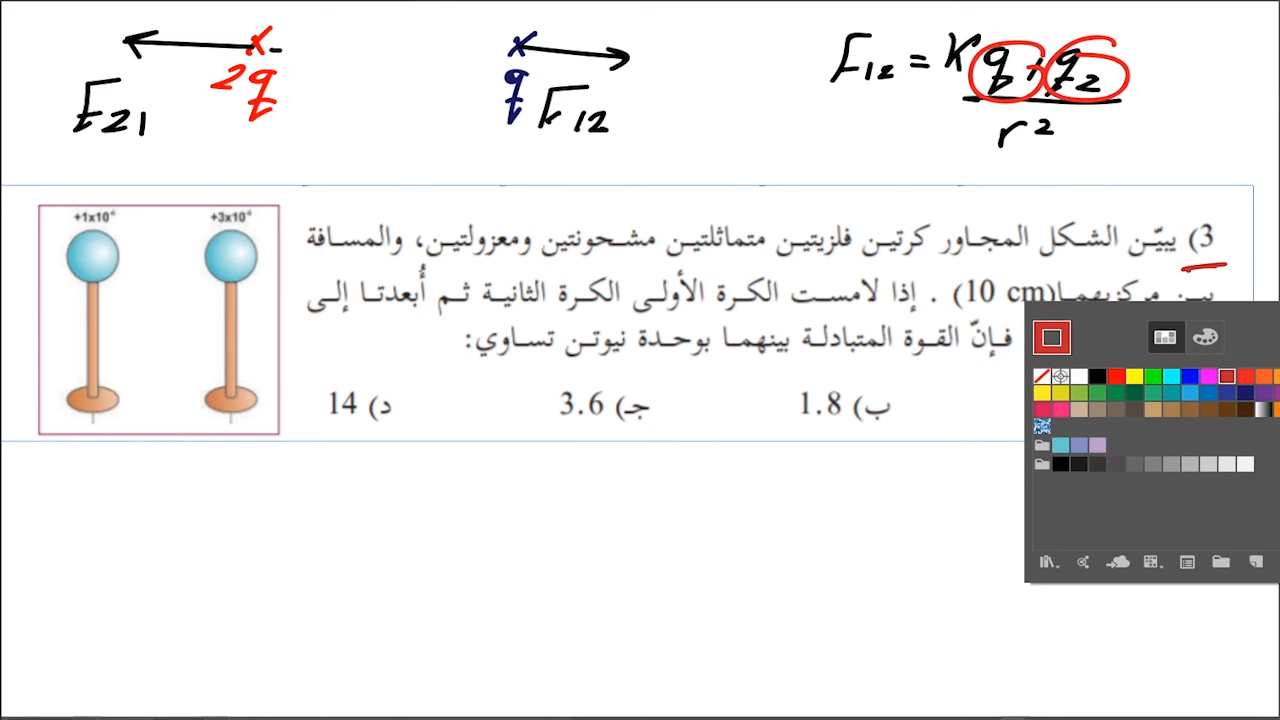 F21
2q
q
F12
F12 = K q1 q2
r2
+1x10-6
+3x10-6
3) يبيّن الشكل المجاور كرتين فلزيتين متماثلتين مشحونتين ومعزولتين، والمسافة
بين مركزيهما (10 cm) . إذا لامست الكرة الأولى الكرة الثانية ثم أُبعدتا إلى
فإنّ القوة المتبادلة بينهما بوحدة نيوتن تساوي:
ب) 1.8
جـ) 3.6
د) 14